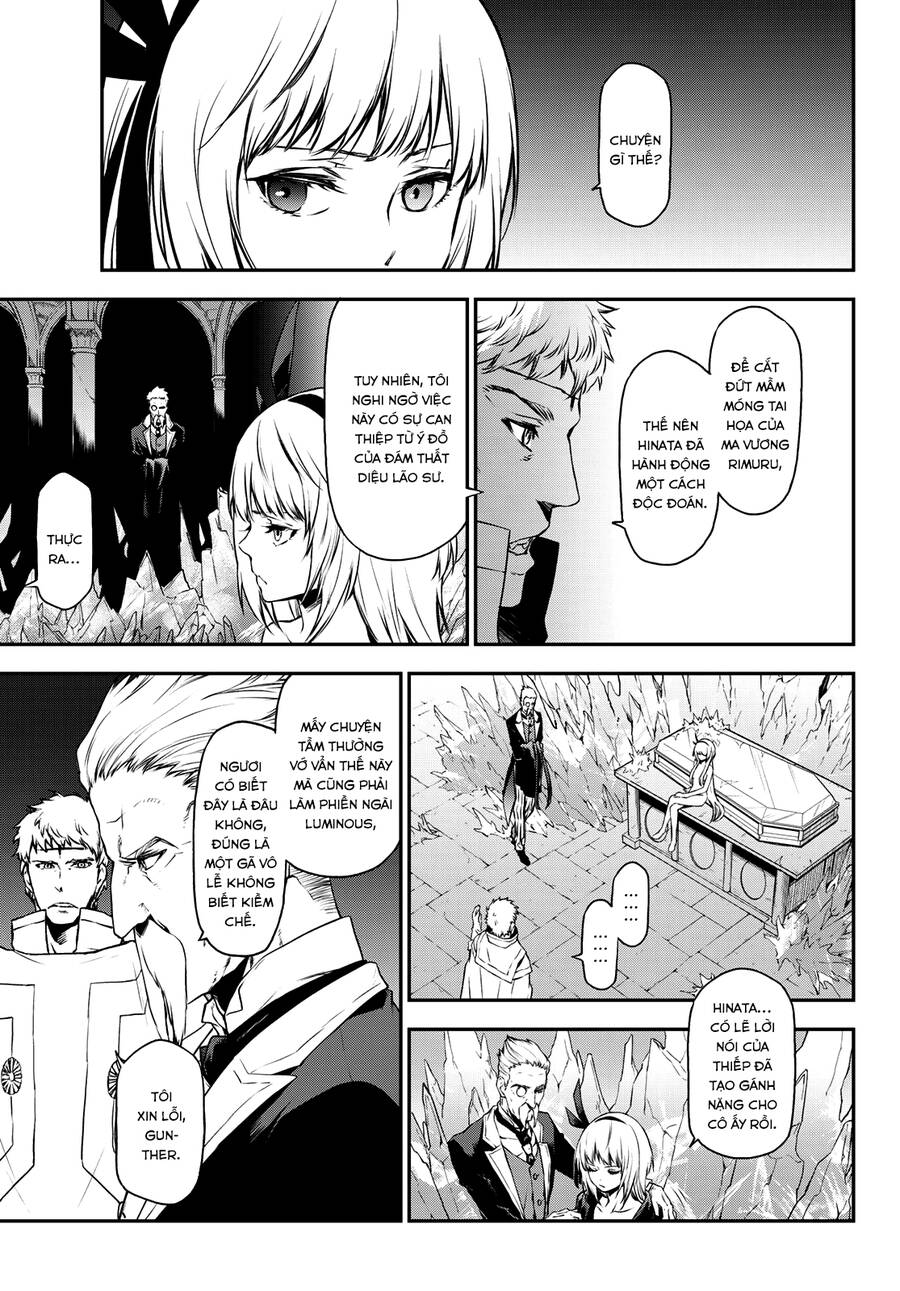 CHUYỆN
GÌ THẾ?
ĐỂ CẮT
ĐỨT MẦM
MÓNG TAI
HỌA CỦA
MA VƯƠNG
RIMURU,
THẾ NÊN
HINATA ĐÃ
HÀNH ĐỘNG
MỘT CÁCH
ĐỘC ĐOÁN.
TUY NHIÊN, TÔI
NGHI NGỜ VIỆC
NÀY CÓ SỰ CAN
THIỆP TỪ Ý ĐỒ
CỦA ĐÁM THẤT
DIỆU LÃO SƯ.
THỰC
RA...
......
......
HINATA...
CÓ LẼ LỜI
NÓI CỦA
THIẾP ĐÃ
TẠO GÁNH
NẶNG CHO
CÔ ẤY RỒI.
MẤY CHUYỆN
TẦM THƯỜNG
VỚ VẨN THẾ NÀY
MÀ CŨNG PHẢI
LÀM PHIỀN NGÀI
LUMINOUS,
NGƯƠI
CÓ BIẾT
ĐÂY LÀ ĐÂU
KHÔNG,
ĐÚNG LÀ
MỘT GÃ VÔ
LỄ KHÔNG
BIẾT KIỀM
CHẾ.
TÔI
XIN LỖI,
GUN-
THER.